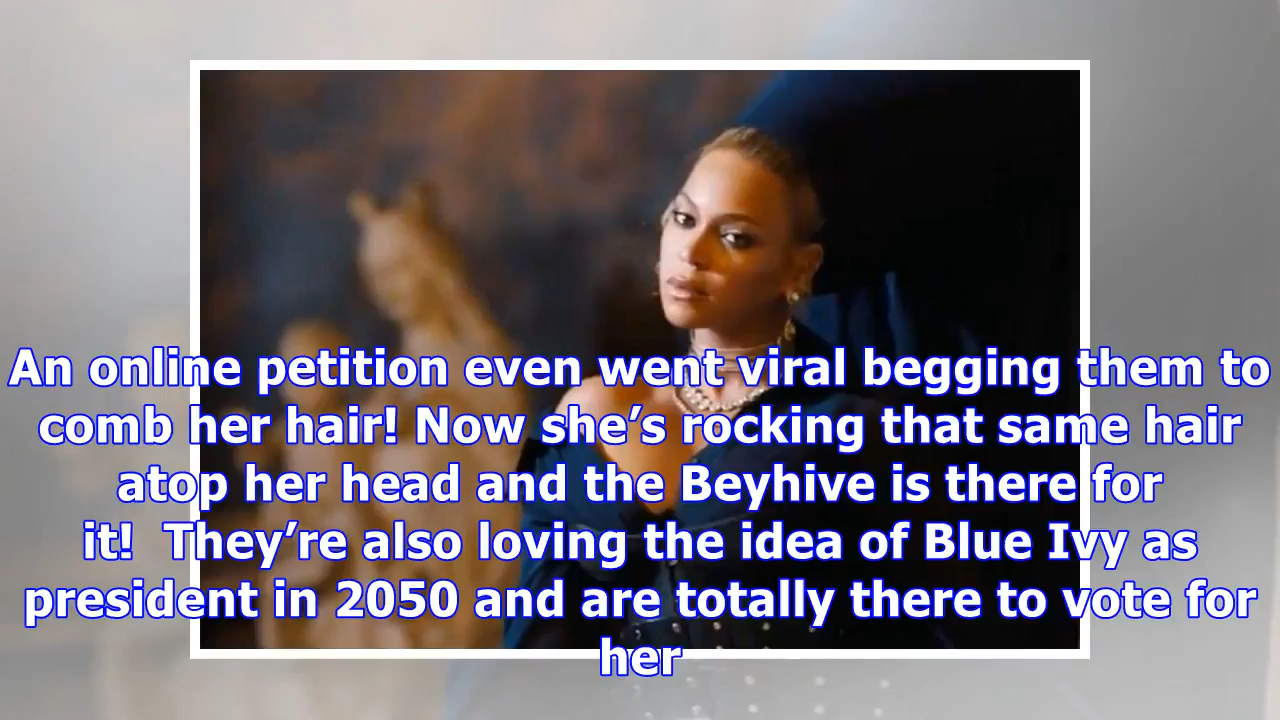 An online petition even went viral begging them to
comb her hair! Now she’s rocking that same hair
atop her head and the Beyhive is there for
it!  They’re also loving the idea of Blue Ivy as
president in 2050 and are totally there to vote for
her